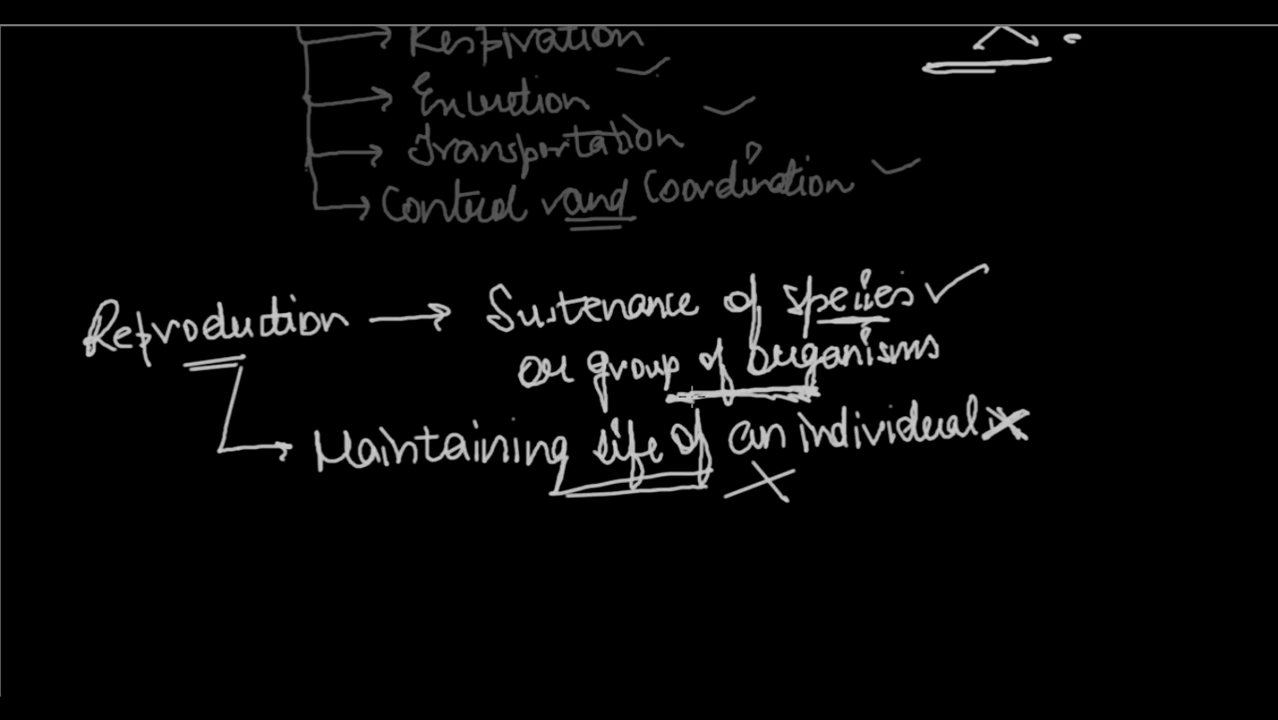 → Respiration
→ Excretion
→ Transportation
→ Control and Coordination
Reproduction → Sustenance of species ✓
or group of organisms
→ Maintaining life of an individual ×